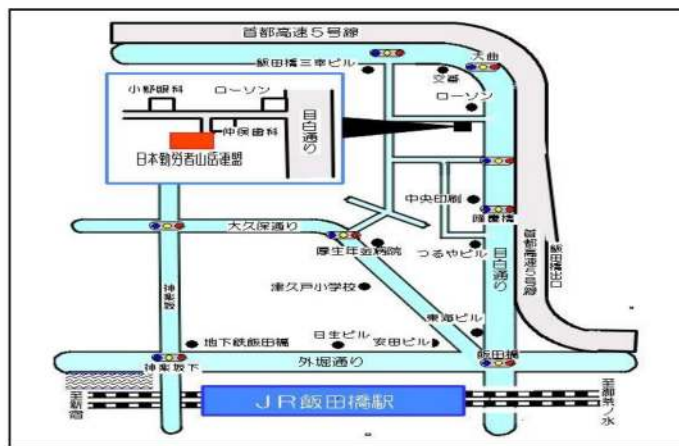 首都高速5号線
飯田橋三幸ビル
大曲
交番
ローソン
小野眼科
ローソン
目白通り
仲保歯科
日本勤労者山岳連盟
中央印刷
隆慶橋
大久保通り
厚生年金病院
つるやビル
目白通り
首都高速5号線
飯田橋出口
神楽坂
津久戸小学校
東海ビル
地下鉄飯田橋
日生ビル
安田ビル
神楽坂下
外堀通り
飯田橋
至新宿
JR飯田橋駅
至御茶ノ水